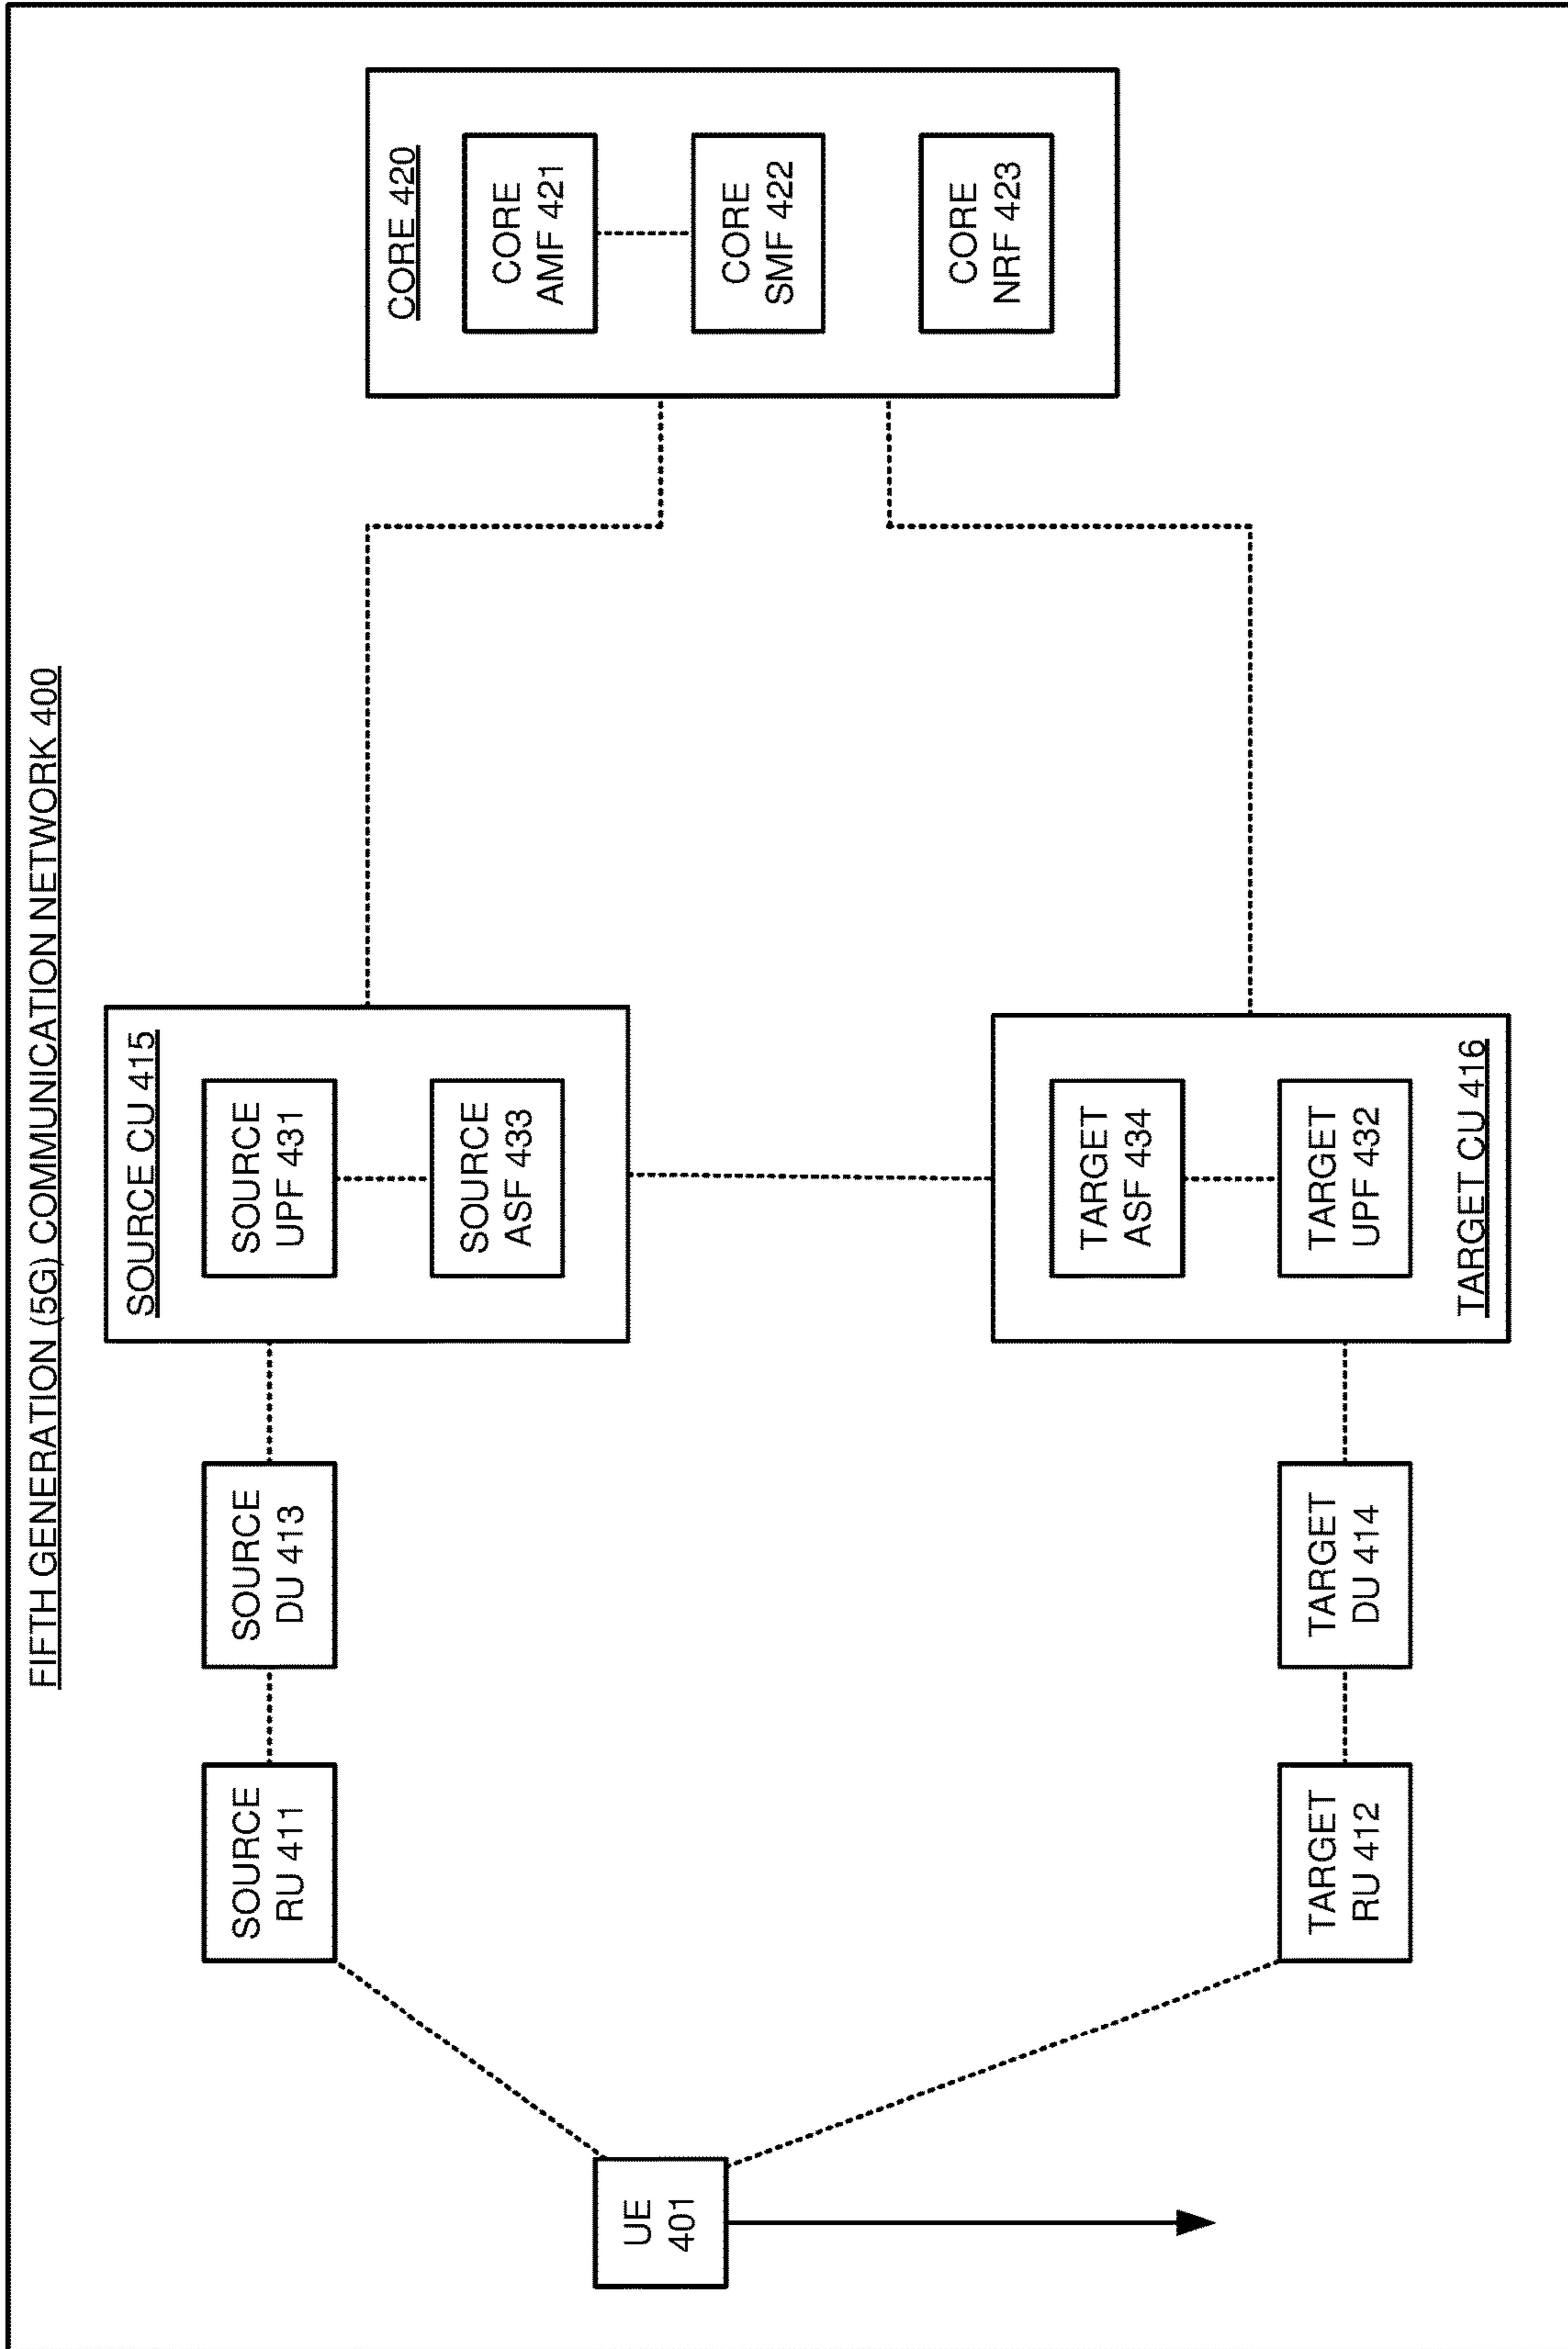 FIFTH GENERATION (5G) COMMUNICATION NETWORK 400
UE
401
SOURCE
RU 411
SOURCE
DU 413
SOURCE CU 415
SOURCE
UPF 431
SOURCE
ASF 433
TARGET
RU 412
TARGET
DU 414
TARGET
ASF 434
TARGET
UPF 432
TARGET CU 416
CORE 420
CORE
AMF 421
CORE
SMF 422
CORE
NRF 423